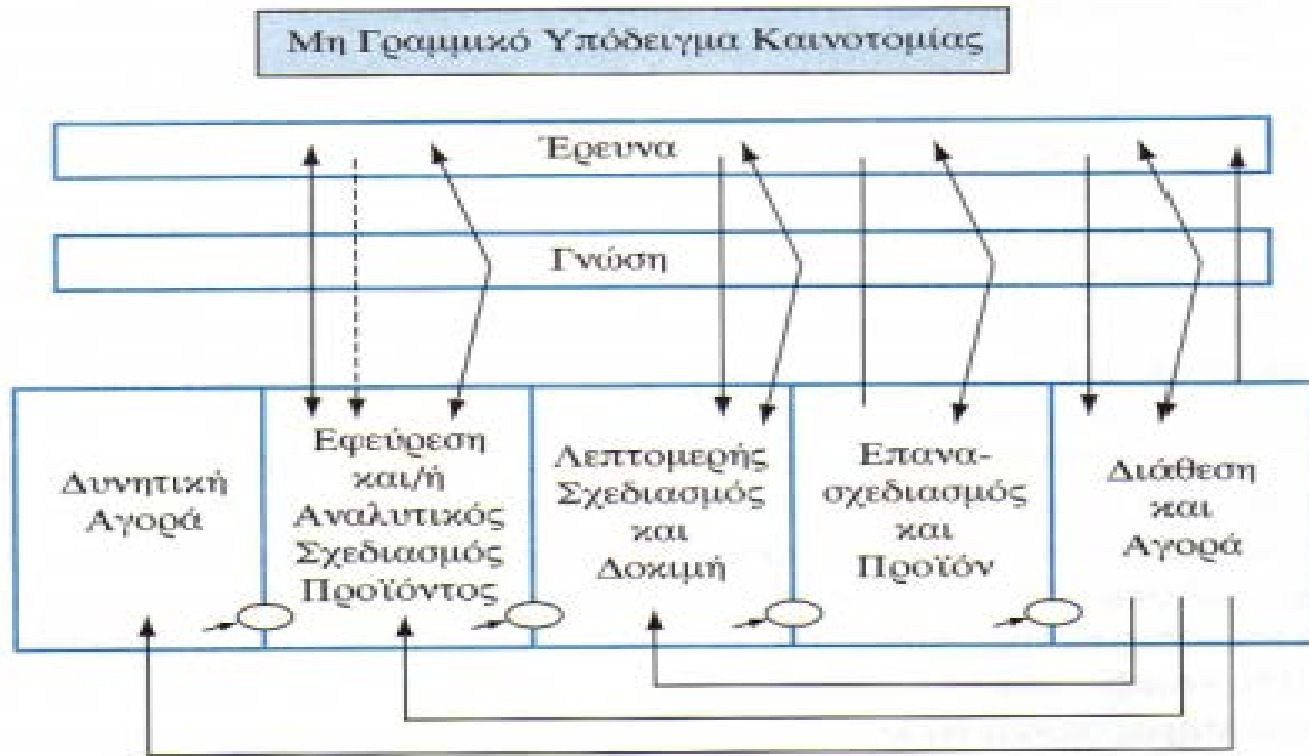 Μη Γραμμικό Υπόδειγμα Καινοτομίας
Έρευνα
Γνώση
Δυνητική
Αγορά
Εφεύρεση
και/ή
Αναλυτικός
Σχεδιασμός
Προϊόντος
Λεπτομερής
Σχεδιασμός
και
Δοκιμή
Επανα-
σχεδιασμός
και
Προϊόν
Διάθεση
και
Αγορά